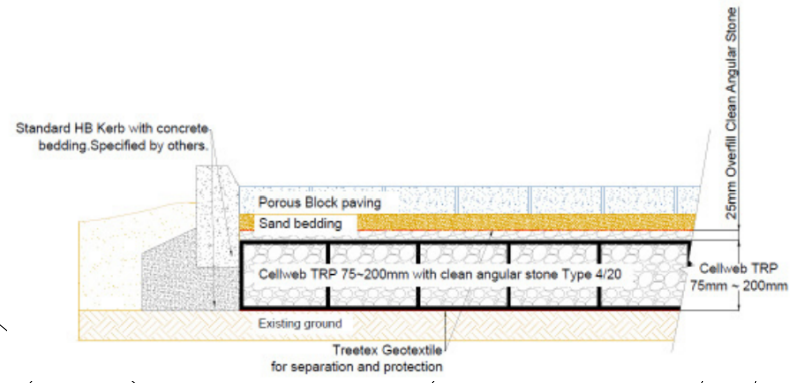 25mm Overfill Clean Angular Stone
Standard HB Kerb with concrete
bedding.Specified by others.
Porous Block paving
Sand bedding
Cellweb TRP 75~200mm with clean angular stone Type 4/20
Cellweb TRP
75mm ~ 200mm
Existing ground
Treetex Geotextile
for separation and protection